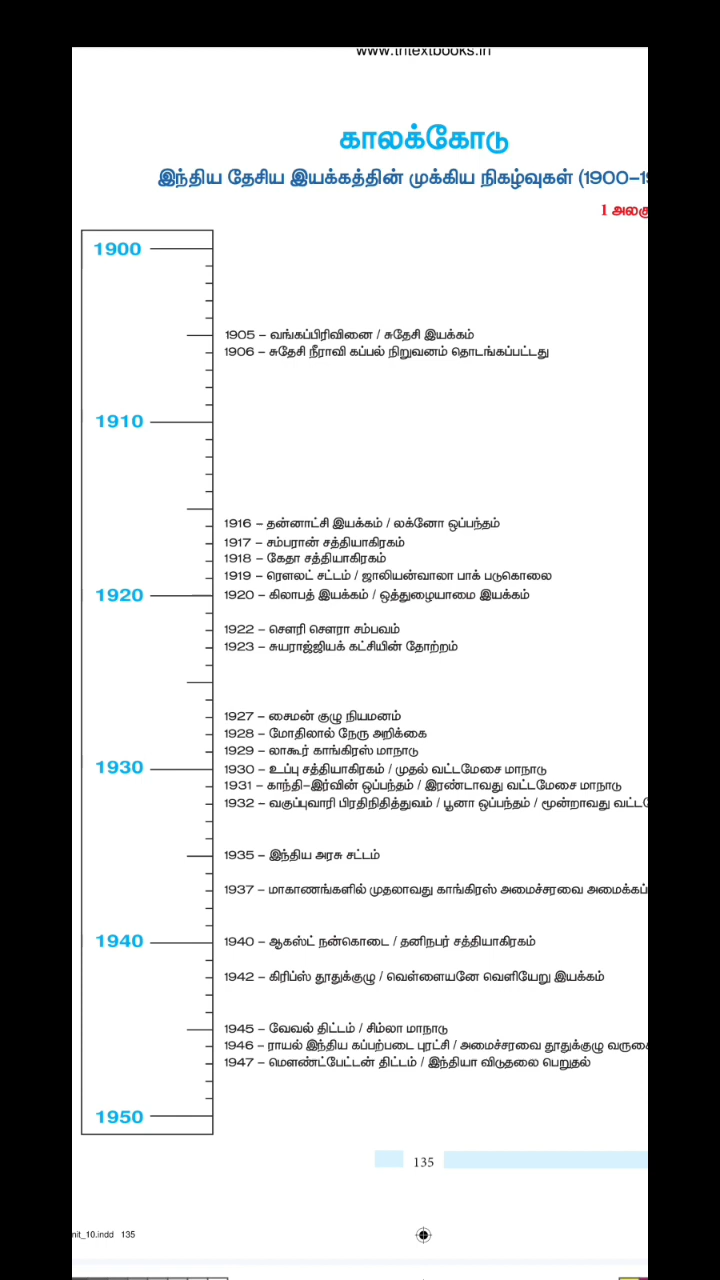 www.tntextbooks.in
காலக்கோடு
இந்திய தேசிய இயக்கத்தின் முக்கிய நிகழ்வுகள் (1900–19
1 அலகு
1900
1905 – வங்கப்பிரிவினை / சுதேசி இயக்கம்
1906 – சுதேசி நீராவி கப்பல் நிறுவனம் தொடங்கப்பட்டது
1910
1916 – தன்னாட்சி இயக்கம் / லக்னோ ஒப்பந்தம்
1917 – சம்பரான் சத்தியாகிரகம்
1918 – கேதா சத்தியாகிரகம்
1919 – ரௌலட் சட்டம் / ஜாலியன்வாலா பாக் படுகொலை
1920
1920 – கிலாபத் இயக்கம் / ஒத்துழையாமை இயக்கம்
1922 – சௌரி சௌரா சம்பவம்
1923 – சுயராஜ்ஜியக் கட்சியின் தோற்றம்
1927 – சைமன் குழு நியமனம்
1928 – மோதிலால் நேரு அறிக்கை
1929 – லாகூர் காங்கிரஸ் மாநாடு
1930
1930 – உப்பு சத்தியாகிரகம் / முதல் வட்டமேசை மாநாடு
1931 – காந்தி–இர்வின் ஒப்பந்தம் / இரண்டாவது வட்டமேசை மாநாடு
1932 – வகுப்புவாரி பிரதிநிதித்துவம் / பூனா ஒப்பந்தம் / மூன்றாவது வட்டமே
1935 – இந்திய அரசு சட்டம்
1937 – மாகாணங்களில் முதலாவது காங்கிரஸ் அமைச்சரவை அமைக்கப்
1940
1940 – ஆகஸ்ட் நன்கொடை / தனிநபர் சத்தியாகிரகம்
1942 – கிரிப்ஸ் தூதுக்குழு / வெள்ளையனே வெளியேறு இயக்கம்
1945 – வேவல் திட்டம் / சிம்லா மாநாடு
1946 – ராயல் இந்திய கப்பற்படை புரட்சி / அமைச்சரவை தூதுக்குழு வருகை
1947 – மௌண்ட்பேட்டன் திட்டம் / இந்தியா விடுதலை பெறுதல்
1950
135
nit_10.indd 135